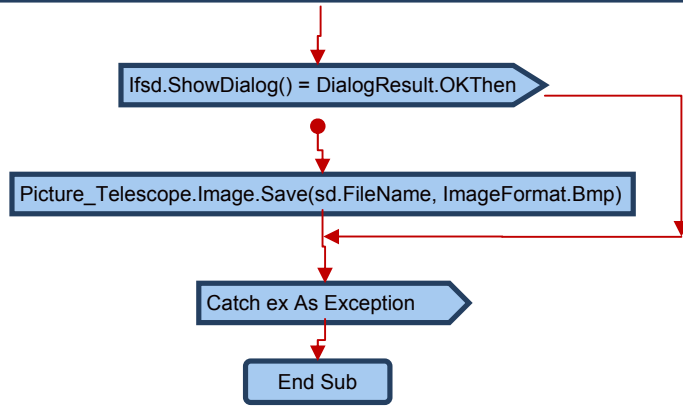 Ifsd.ShowDialog() = DialogResult.OKThen
Picture_Telescope.Image.Save(sd.FileName, ImageFormat.Bmp)
Catch ex As Exception
End Sub